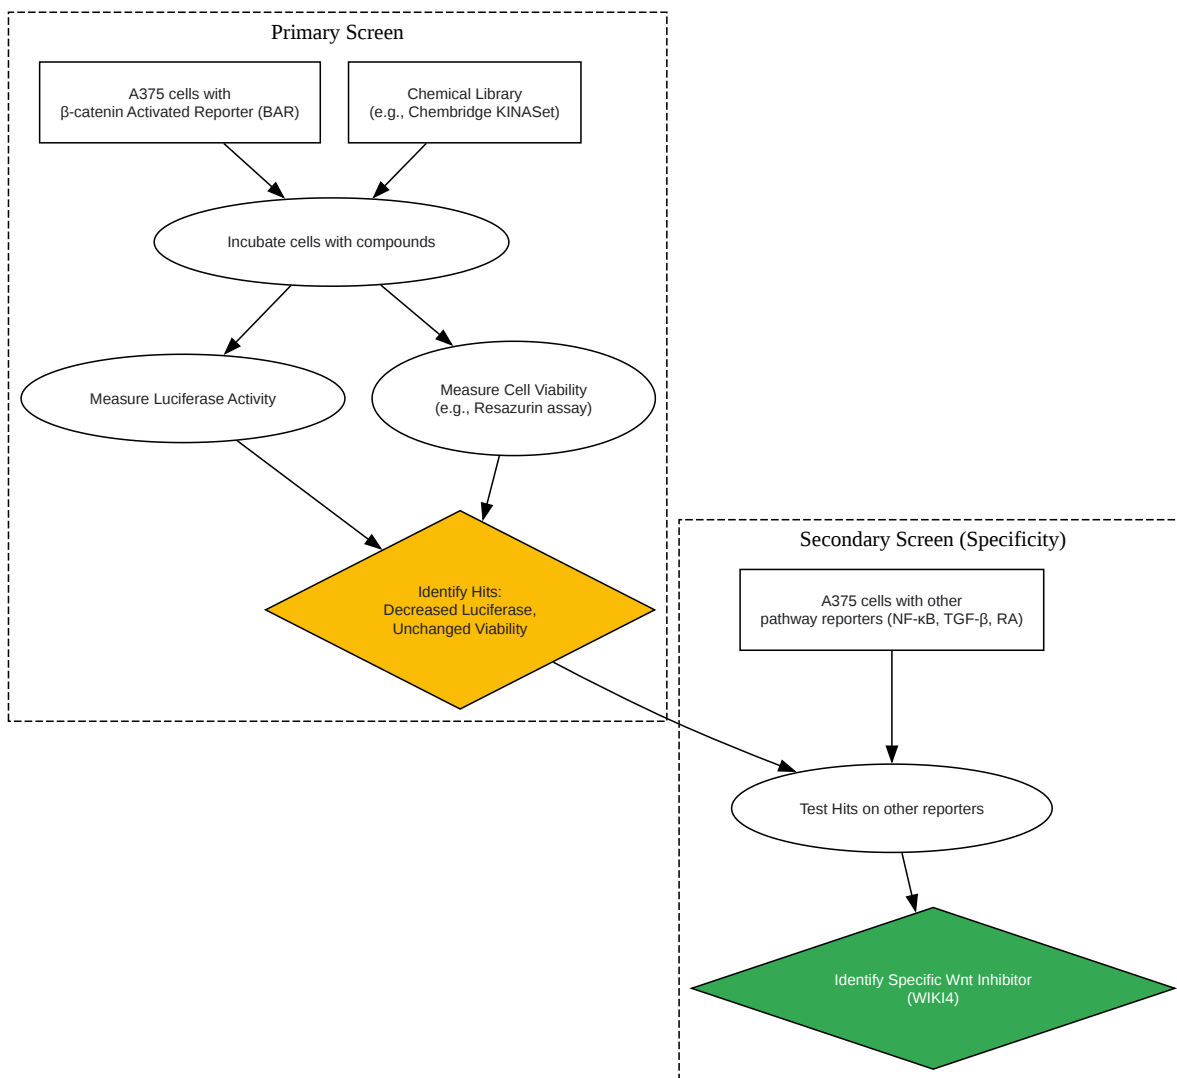 Primary Screen
A375 cells with
β-catenin Activated Reporter (BAR)
Chemical Library
(e.g., Chembridge KINASet)
Incubate cells with compounds
Measure Luciferase Activity
Measure Cell Viability
(e.g., Resazurin assay)
Identify Hits:
Decreased Luciferase,
Unchanged Viability
Secondary Screen (Specificity)
A375 cells with other
pathway reporters (NF-κB, TGF-β, RA)
Test Hits on other reporters
Identify Specific Wnt Inhibitor
(WIKI4)